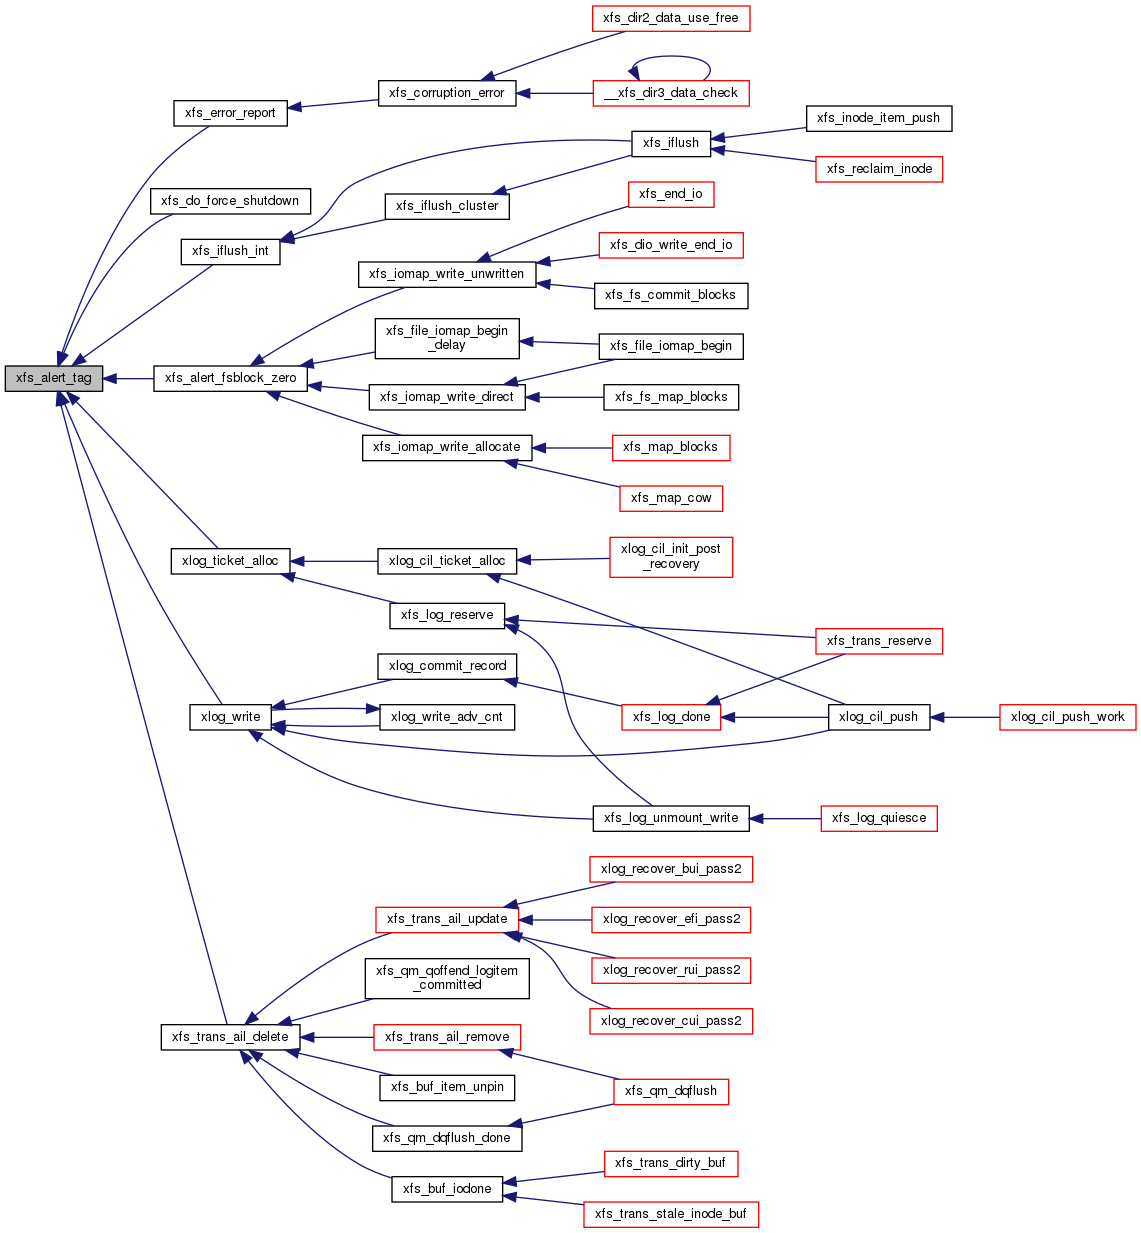 xfs_dir2_data_use_free
xfs_corruption_error
__xfs_dir3_data_check
xfs_error_report
xfs_inode_item_push
xfs_iflush
xfs_reclaim_inode
xfs_do_force_shutdown
xfs_iflush_cluster
xfs_end_io
xfs_iflush_int
xfs_dio_write_end_io
xfs_iomap_write_unwritten
xfs_fs_commit_blocks
xfs_file_iomap_begin
_delay
xfs_file_iomap_begin
xfs_alert_tag
xfs_alert_fsblock_zero
xfs_iomap_write_direct
xfs_fs_map_blocks
xfs_iomap_write_allocate
xfs_map_blocks
xfs_map_cow
xlog_ticket_alloc
xlog_cil_ticket_alloc
xlog_cil_init_post
_recovery
xfs_log_reserve
xfs_trans_reserve
xlog_commit_record
xlog_write
xlog_write_adv_cnt
xfs_log_done
xlog_cil_push
xlog_cil_push_work
xfs_log_unmount_write
xfs_log_quiesce
xlog_recover_bui_pass2
xfs_trans_ail_update
xlog_recover_efi_pass2
xfs_qm_qoffend_logitem
_committed
xlog_recover_rui_pass2
xlog_recover_cui_pass2
xfs_trans_ail_delete
xfs_trans_ail_remove
xfs_buf_item_unpin
xfs_qm_dqflush
xfs_qm_dqflush_done
xfs_trans_dirty_buf
xfs_buf_iodone
xfs_trans_stale_inode_buf